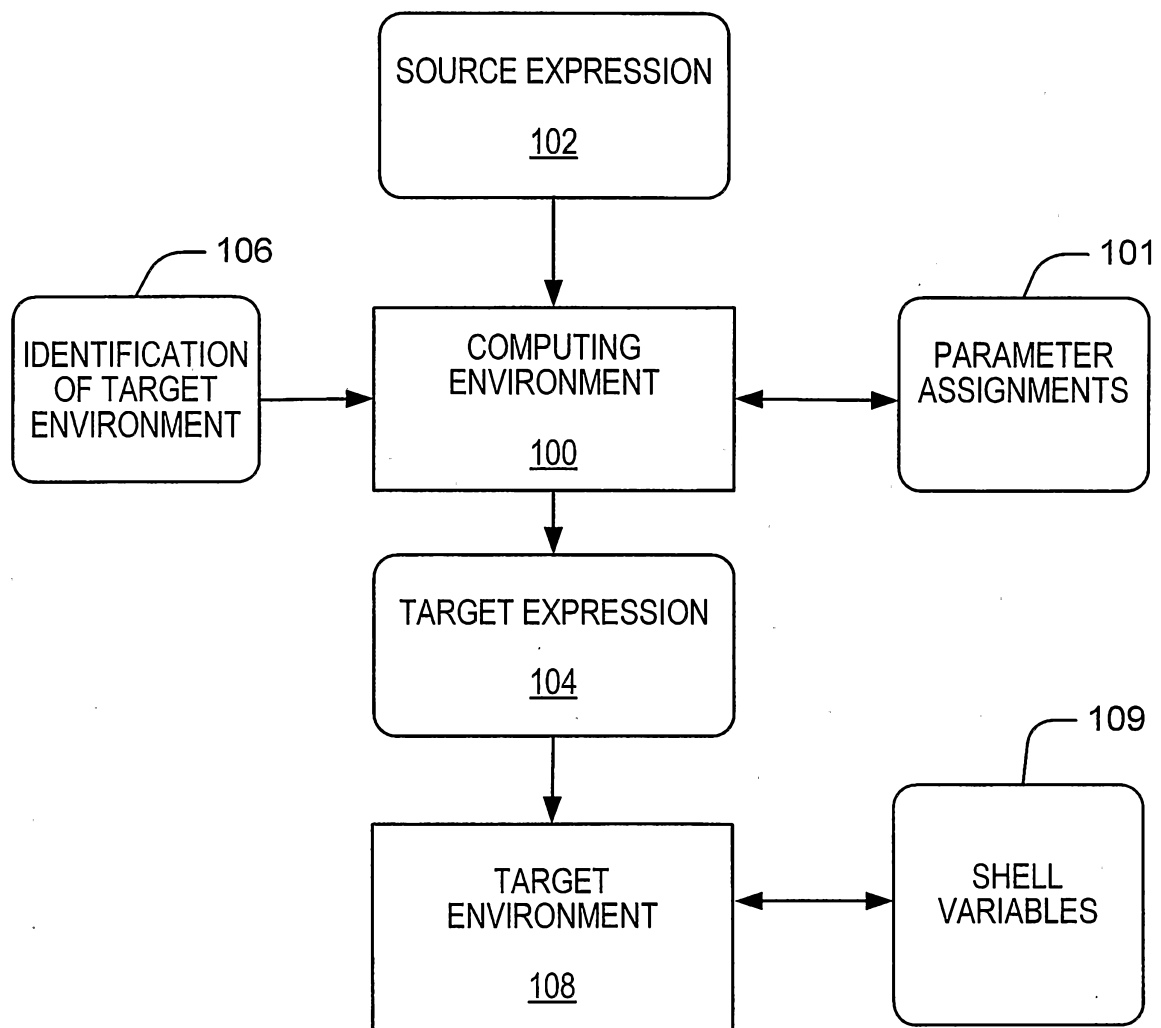 SOURCE EXPRESSION
102
106
101
IDENTIFICATION
OF TARGET
ENVIRONMENT
COMPUTING
ENVIRONMENT
100
PARAMETER
ASSIGNMENTS
TARGET EXPRESSION
104
109
TARGET
ENVIRONMENT
108
SHELL
VARIABLES